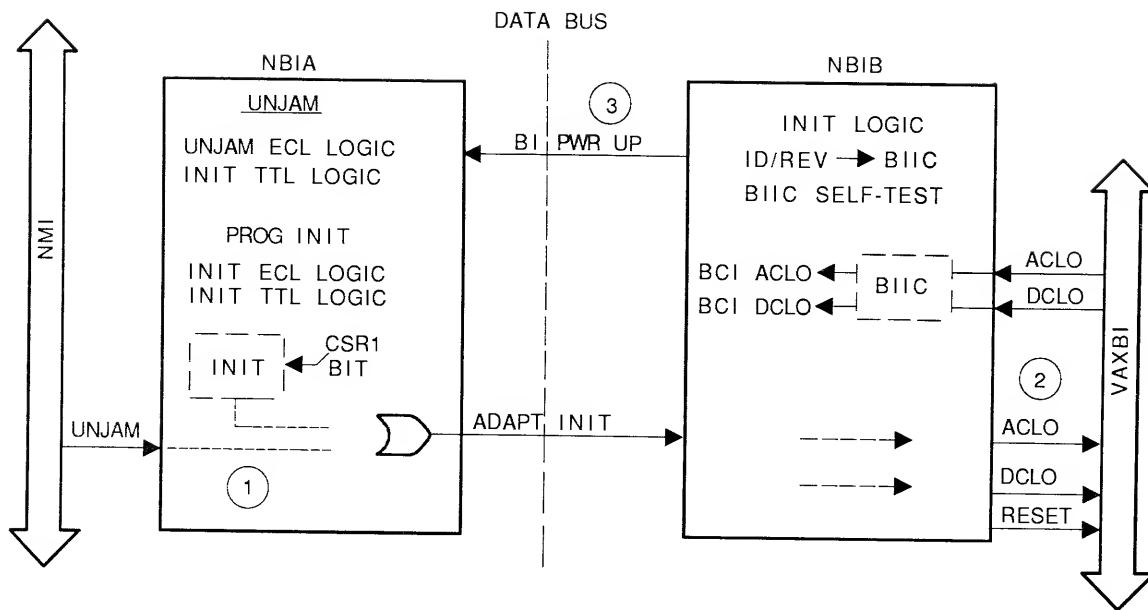 DATA BUS
NBIA
NBIB
UNJAM
3
INIT LOGIC
UNJAM ECL LOGIC
BI PWR UP
ID/REV BIIC
INIT TTL LOGIC
BIIC SELF-TEST
NMI
PROG INIT
INIT ECL LOGIC
INIT TTL LOGIC
BCI ACLO
BIIC
ACLO
BCI DCLO
DCLO
VAXBI
INIT
CSR1
BIT
2
UNJAM
ADAPT INIT
ACLO
1
DCLO
RESET